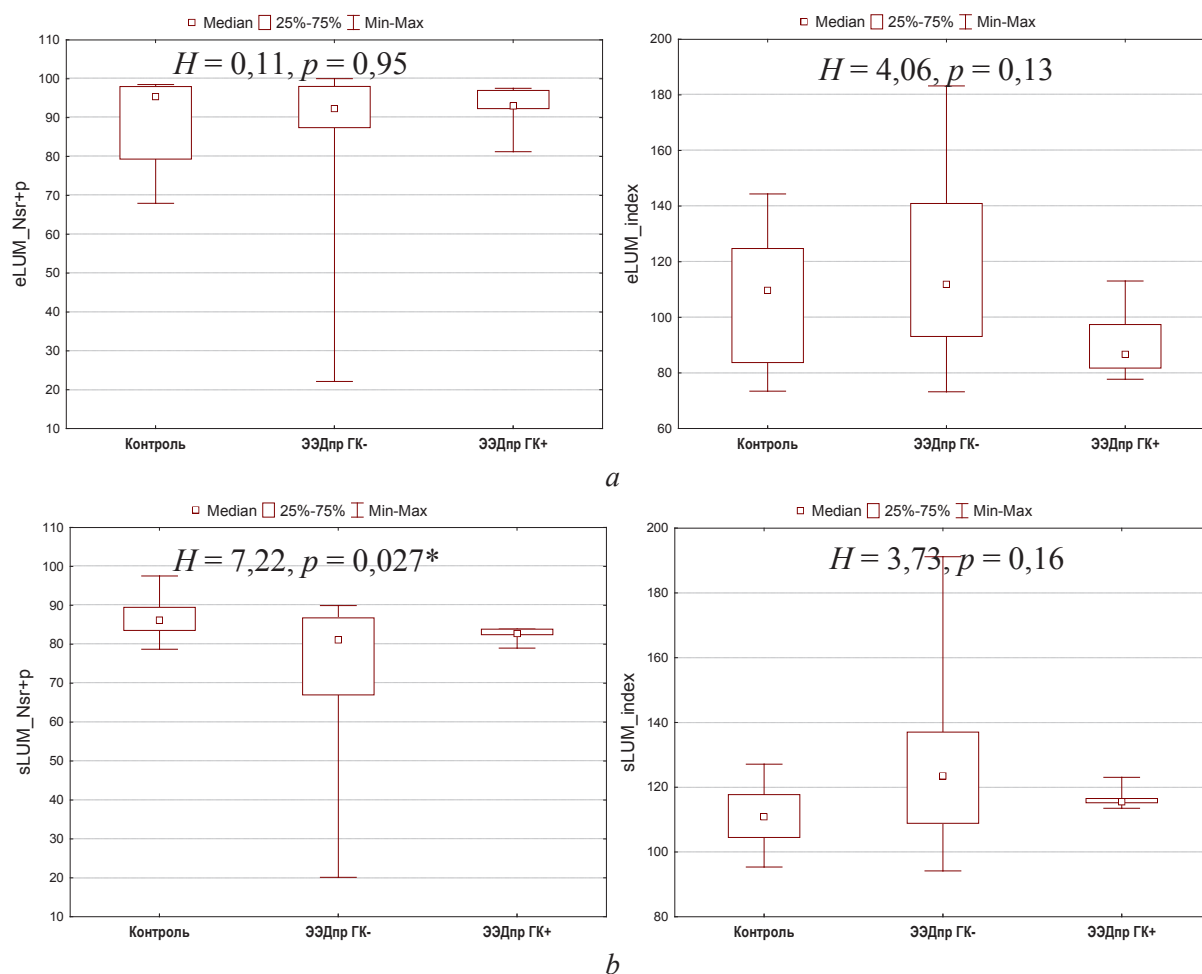 Median 25%-75% Min-Max
H = 0,11, p = 0,95
110
100
90
80
70
60
50
40
30
20
10
eLUM_Nsr+p
Контроль ЭЭДпр ГК- ЭЭДпр ГК+
Median 25%-75% Min-Max
H = 4,06, p = 0,13
200
180
160
140
120
100
80
60
eLUM_index
Контроль ЭЭДпр ГК- ЭЭДпр ГК+
a
Median 25%-75% Min-Max
H = 7,22, p = 0,027*
110
100
90
80
70
60
50
40
30
20
10
sLUM_Nsr+p
Контроль ЭЭДпр ГК- ЭЭДпр ГК+
Median 25%-75% Min-Max
H = 3,73, p = 0,16
200
180
160
140
120
100
80
sLUM_index
Контроль ЭЭДпр ГК- ЭЭДпр ГК+
b